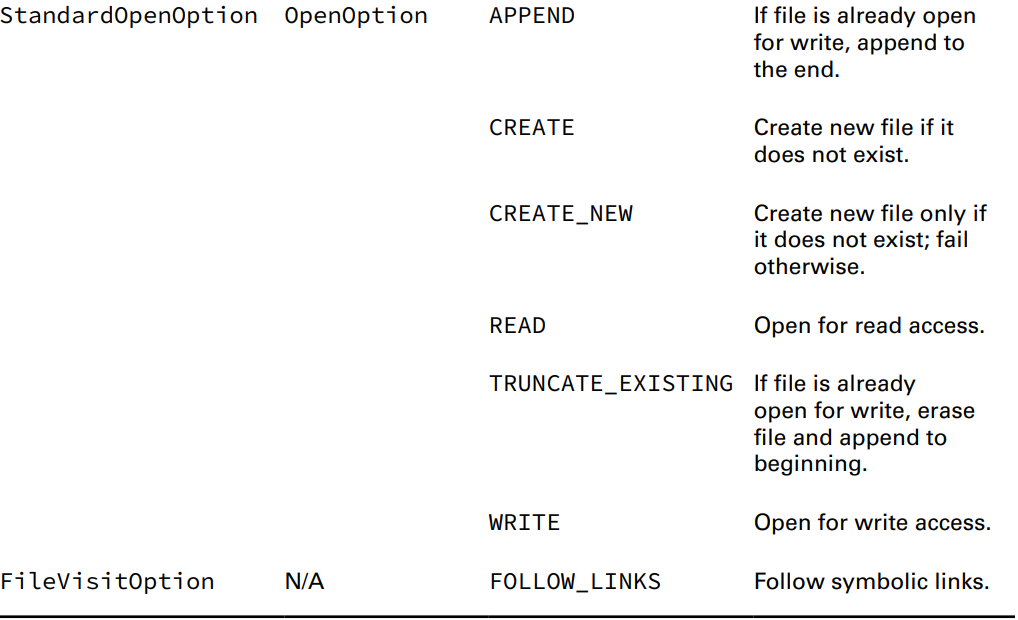 StandardOpenOption OpenOption APPEND If file is already open
for write, append to
the end.
CREATE Create new file if it
does not exist.
CREATE_NEW Create new file only if
it does not exist; fail
otherwise.
READ Open for read access.
TRUNCATE_EXISTING If file is already
open for write, erase
file and append to
beginning.
WRITE Open for write access.
FileVisitOption N/A FOLLOW_LINKS Follow symbolic links.